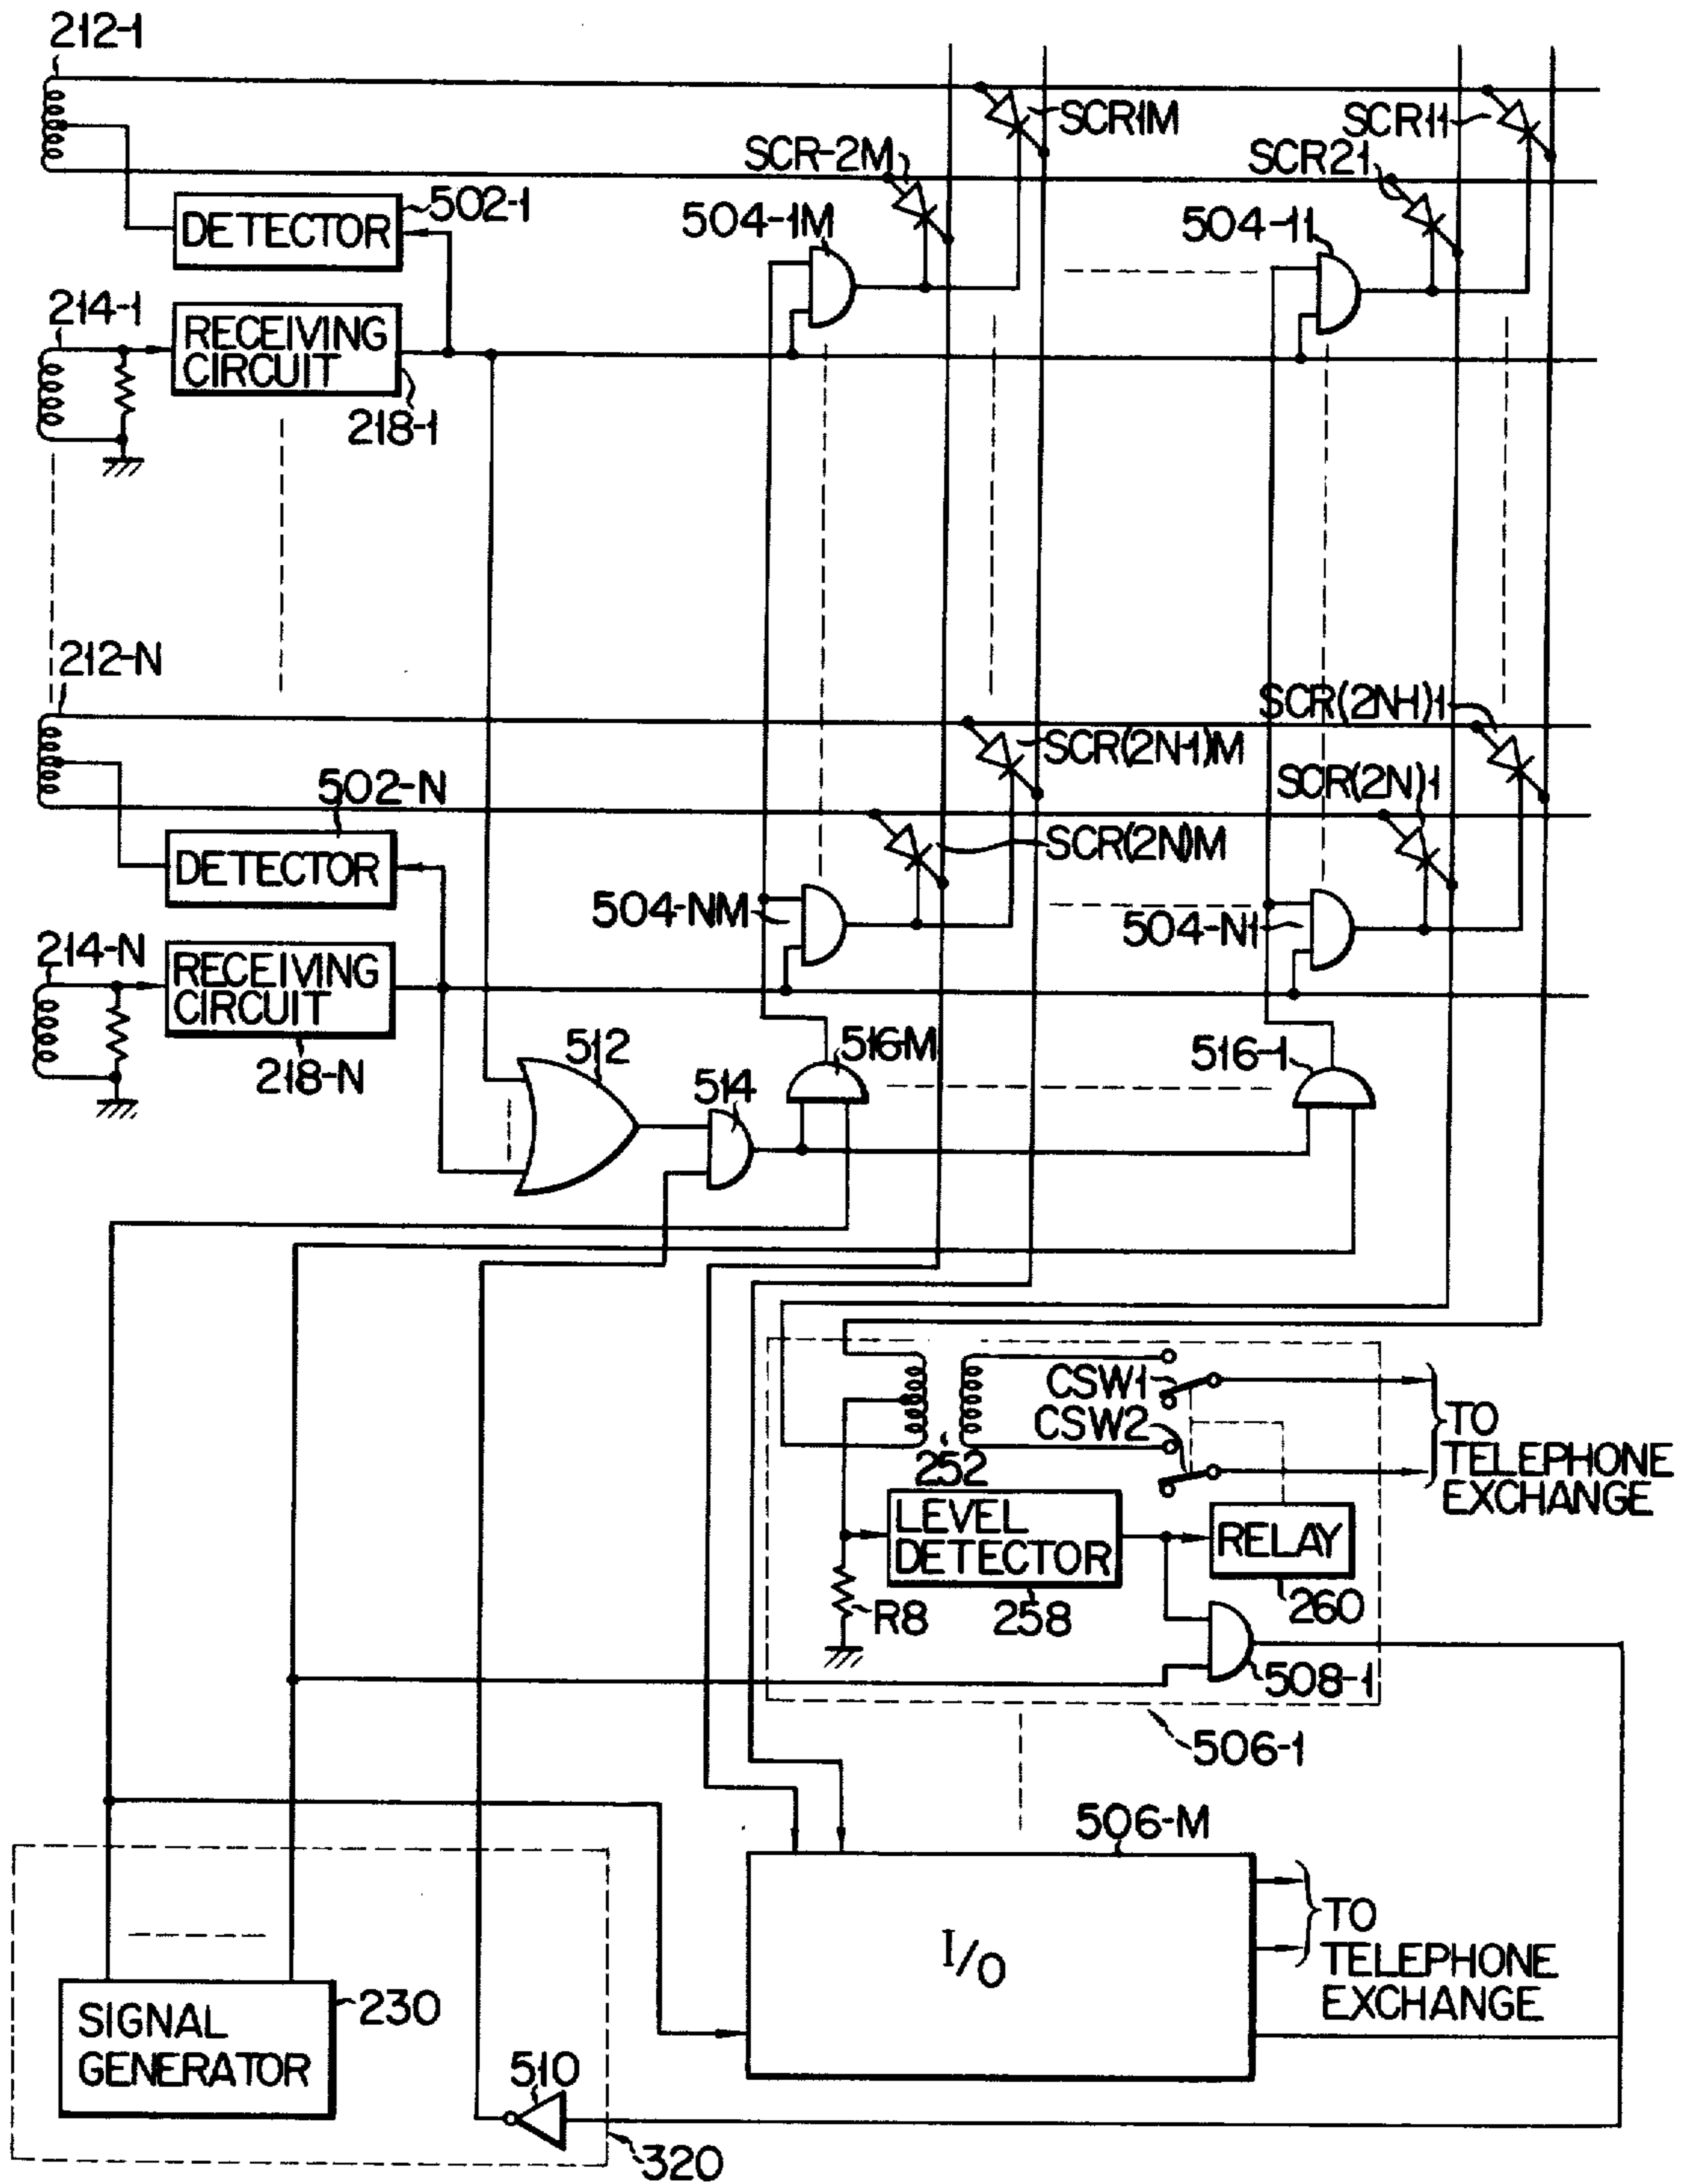 212-1
SCR1M
SCR11
SCR-2M
SCR21
DETECTOR
502-1
504-1M
504-11
214-1
RECEIVING
CIRCUIT
218-1
212-N
SCR(2N-1)1
SCR(2N-1)M
502-N
SCR(2N)1
DETECTOR
SCR(2N)M
504-NM
504-N1
214-N
RECEIVING
CIRCUIT
218-N
512
516-M
516-1
514
CSW1
CSW2
TO
TELEPHONE
EXCHANGE
252
LEVEL
DETECTOR
RELAY
R8
258
260
508-1
506-1
506-M
I/O
TO
TELEPHONE
EXCHANGE
SIGNAL
GENERATOR
230
510
320